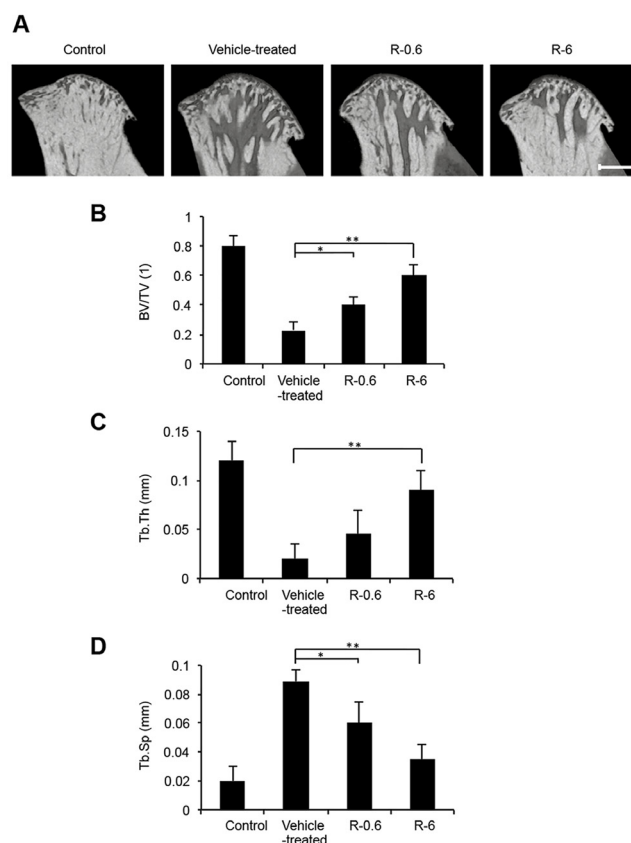 A
Control Vehicle-treated R-0.6 R-6
B
BV/TV (1)
1
0.8
0.6
0.4
0.2
0
**
*
Control Vehicle R-0.6 R-6
-treated
C
Tb.Th (mm)
0.15
0.1
0.05
0
**
Control Vehicle R-0.6 R-6
-treated
D
Tb.Sp (mm)
0.1
0.08
0.06
0.04
0.02
0
**
*
Control Vehicle R-0.6 R-6
-treated